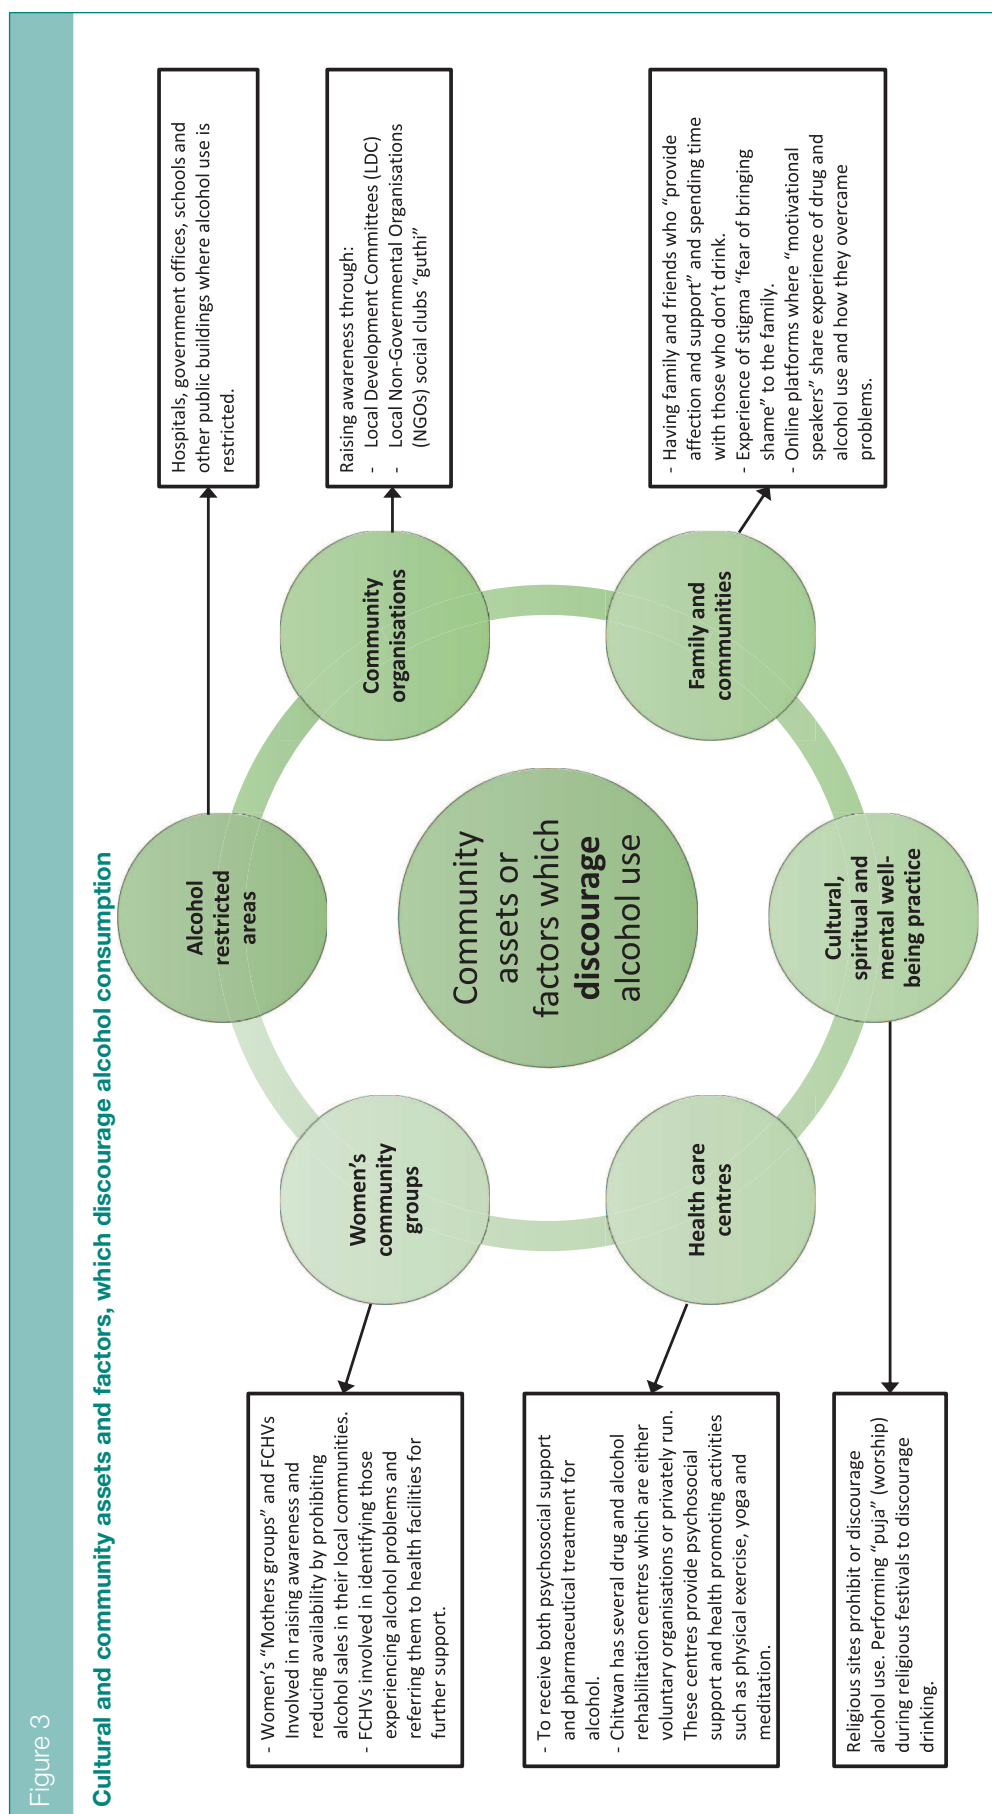 Figure 3
Cultural and community assets and factors, which discourage alcohol consumption
Community
assets or
factors which
discourage
alcohol use
Alcohol
restricted
areas
Hospitals, government offices, schools and
other public buildings where alcohol use is
restricted.
Community
organisations
Raising awareness through:
- Local Development Committees (LDC)
- Local Non-Governmental Organisations
(NGOs) social clubs “guthi”
Family and
communities
- Having family and friends who “provide
affection and support” and spending time
with those who don’t drink.
- Experience of stigma “fear of bringing
shame” to the family.
- Online platforms where “motivational
speakers” share experience of drug and
alcohol use and how they overcame
problems.
Cultural,
spiritual and
mental well-
being practice
Religious sites prohibit or discourage
alcohol use. Performing “puja” (worship)
during religious festivals to discourage
drinking.
Health care
centres
- To receive both psychosocial support
and pharmaceutical treatment for
alcohol.
- Chitwan has several drug and alcohol
rehabilitation centres which are either
voluntary organisations or privately run.
These centres provide psychosocial
support and health promoting activities
such as physical exercise, yoga and
meditation.
Women’s
community
groups
- Women’s “Mothers groups” and FCHVs
Involved in raising awareness and
reducing availability by prohibiting
alcohol sales in their local communities.
- FCHVs involved in identifying those
experiencing alcohol problems and
referring them to health facilities for
further support.